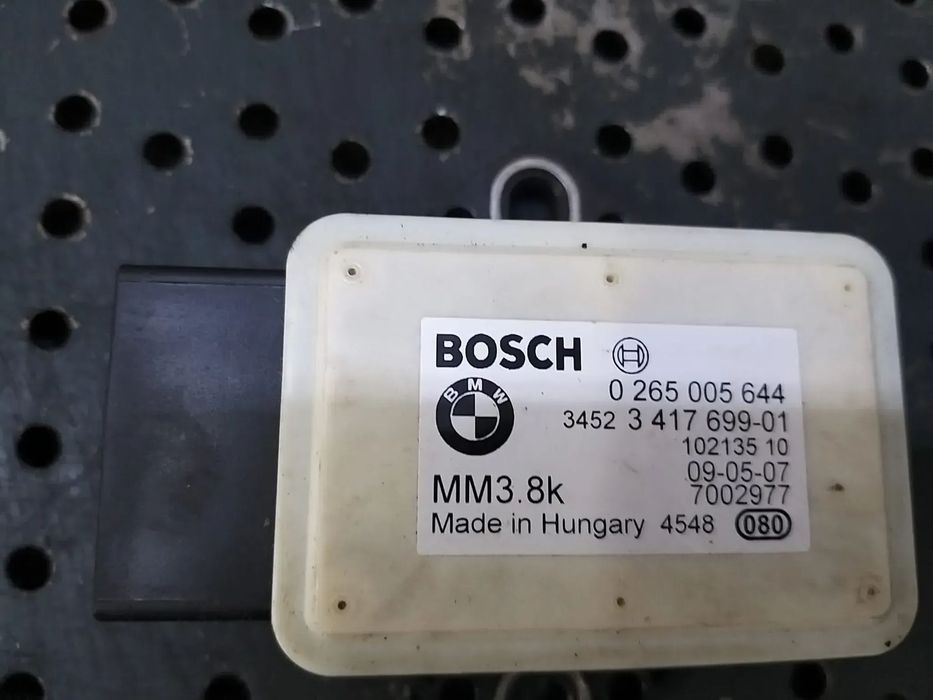 BOSCH
BMW
0 265 005 644
3452 3 417 699-01
102135 10
09-05-07
MM3.8k
7002977
Made in Hungary 4548 080